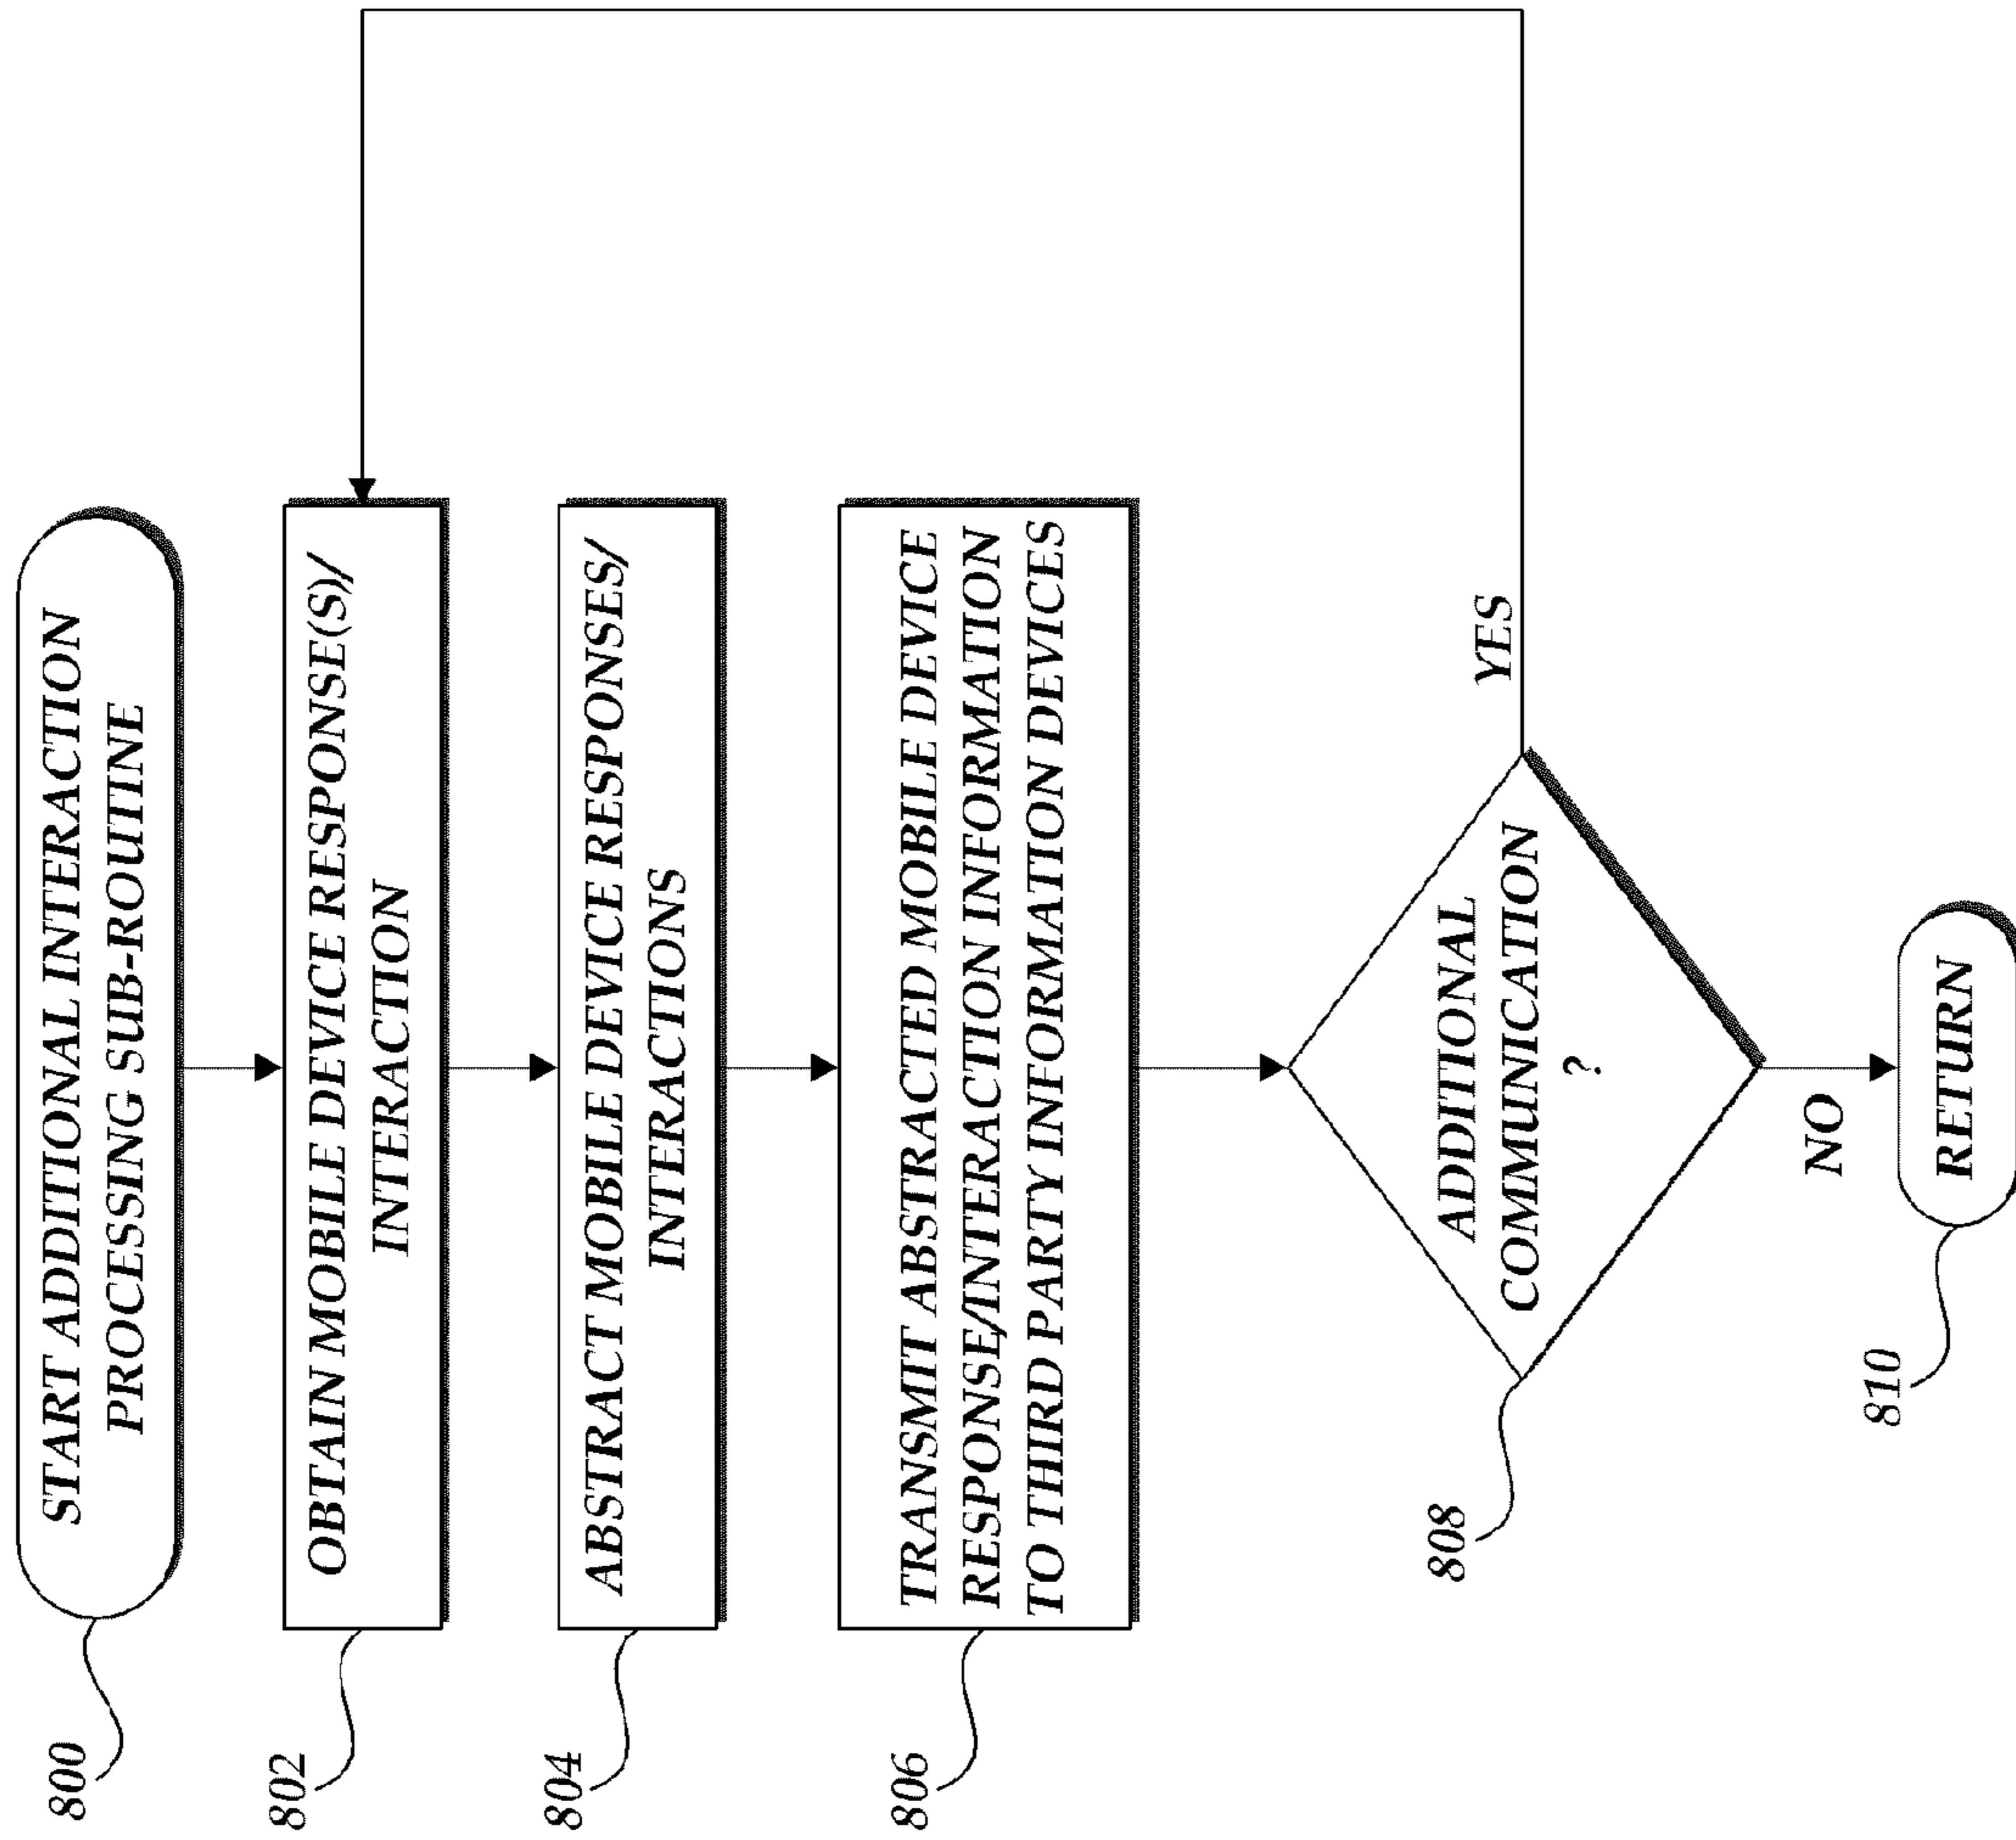 800
START ADDITIONAL INTERACTION
PROCESSING SUB-ROUTINE
802
OBTAIN MOBILE DEVICE RESPONSE(S)/
INTERACTION
804
ABSTRACT MOBILE DEVICE RESPONSES/
INTERACTIONS
806
TRANSMIT ABSTRACTED MOBILE DEVICE
RESPONSE/INTERACTION INFORMATION
TO THIRD PARTY INFORMATION DEVICES
808
ADDITIONAL
COMMUNICATION
?
YES
NO
810
RETURN